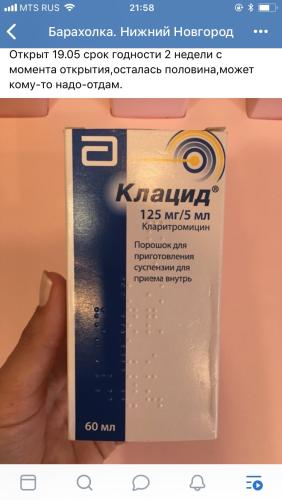 MTS RUS
21:58
Барахолка. Нижний Новгород
Открыт 19.05 срок годности 2 недели с
момента открытия,осталась половина,может
кому-то надо-отдам.
Клацид®
125 мг/5 мл
Кларитромицин
Порошок для
приготовления
суспензии для
приема внутрь
60 мл